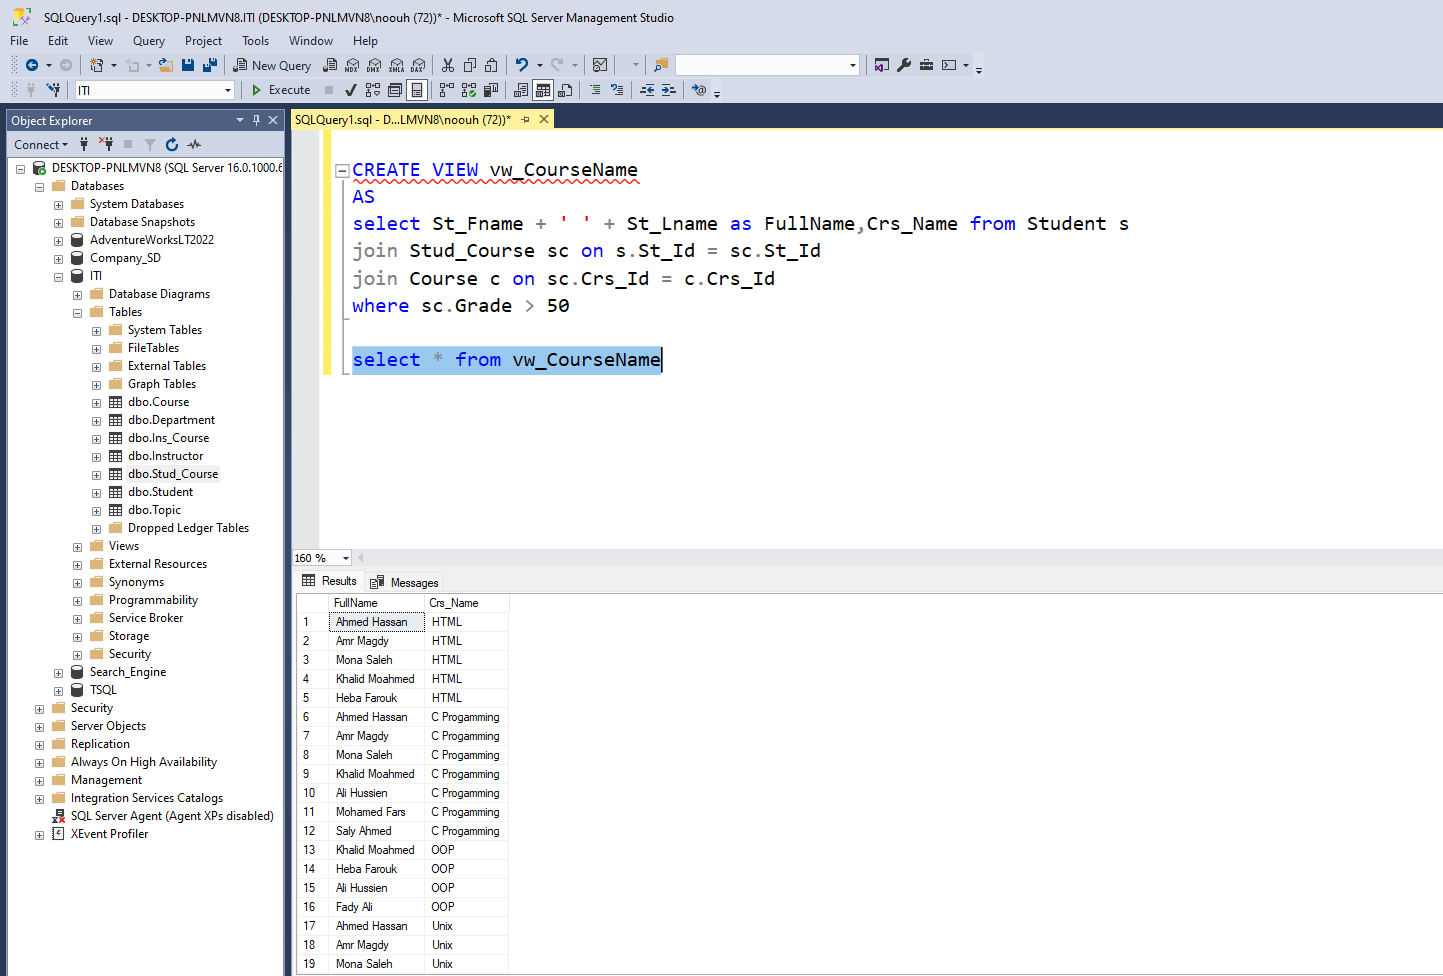 SQLQuery1.sql - DESKTOP-PNLMVN8.ITI (DESKTOP-PNLMVN8\noouh (72))* - Microsoft SQL Server Management Studio
File Edit View Query Project Tools Window Help
New Query MDX DMX XMLA DAX
ITI Execute
Object Explorer
Connect
DESKTOP-PNLMVN8 (SQL Server 16.0.1000.6
Databases
System Databases
Database Snapshots
AdventureWorksLT2022
Company_SD
ITI
Database Diagrams
Tables
System Tables
FileTables
External Tables
Graph Tables
dbo.Course
dbo.Department
dbo.Ins_Course
dbo.Instructor
dbo.Stud_Course
dbo.Student
dbo.Topic
Dropped Ledger Tables
Views
External Resources
Synonyms
Programmability
Service Broker
Storage
Security
Search_Engine
TSQL
Security
Server Objects
Replication
Always On High Availability
Management
Integration Services Catalogs
SQL Server Agent (Agent XPs disabled)
XEvent Profiler
SQLQuery1.sql - D...LMVN8\noouh (72))*
CREATE VIEW vw_CourseName
AS
select St_Fname + ' ' + St_Lname as FullName,Crs_Name from Student s
join Stud_Course sc on s.St_Id = sc.St_Id
join Course c on sc.Crs_Id = c.Crs_Id
where sc.Grade > 50
select * from vw_CourseName
160 %
Results Messages
FullName Crs_Name
1 Ahmed Hassan HTML
2 Amr Magdy HTML
3 Mona Saleh HTML
4 Khalid Moahmed HTML
5 Heba Farouk HTML
6 Ahmed Hassan C Progamming
7 Amr Magdy C Progamming
8 Mona Saleh C Progamming
9 Khalid Moahmed C Progamming
10 Ali Hussien C Progamming
11 Mohamed Fars C Progamming
12 Saly Ahmed C Progamming
13 Khalid Moahmed OOP
14 Heba Farouk OOP
15 Ali Hussien OOP
16 Fady Ali OOP
17 Ahmed Hassan Unix
18 Amr Magdy Unix
19 Mona Saleh Unix